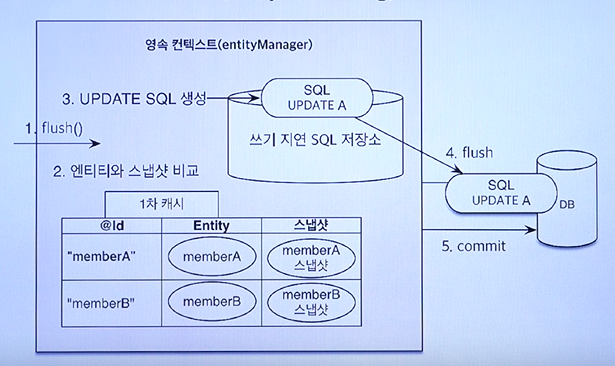 영속 컨텍스트(entityManager)
SQL
UPDATE A
3. UPDATE SQL 생성
1. flush()
쓰기 지연 SQL 저장소
4. flush
2. 엔티티와 스냅샷 비교
SQL
UPDATE A
DB
1차 캐시
@Id Entity 스냅샷
"memberA" memberA memberA
스냅샷
5. commit
"memberB" memberB memberB
스냅샷